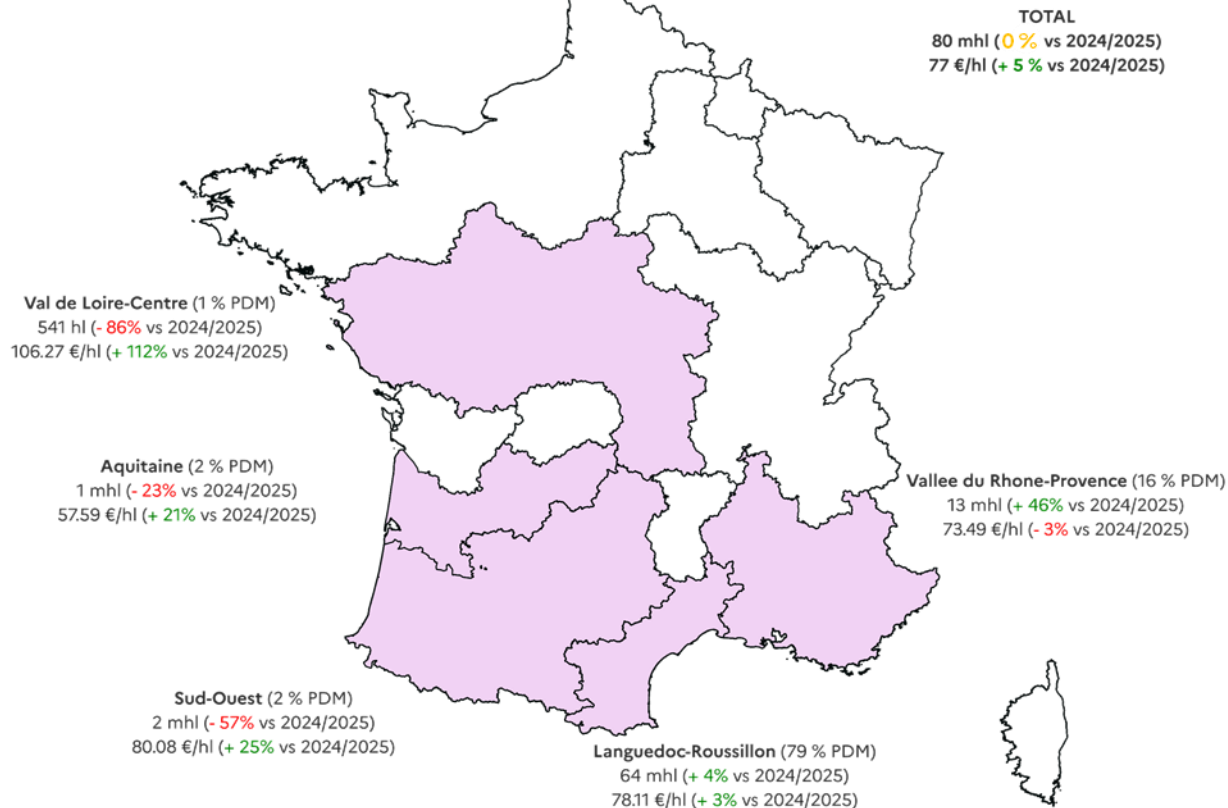 TOTAL
80 mhl (0 % vs 2024/2025)
77 €/hl (+ 5 % vs 2024/2025)
Val de Loire-Centre (1 % PDM)
541 hl (- 86% vs 2024/2025)
106.27 €/hl (+ 112% vs 2024/2025)
Aquitaine (2 % PDM)
1 mhl (- 23% vs 2024/2025)
57.59 €/hl (+ 21% vs 2024/2025)
Vallee du Rhone-Provence (16 % PDM)
13 mhl (+ 46% vs 2024/2025)
73.49 €/hl (- 3% vs 2024/2025)
Sud-Ouest (2 % PDM)
2 mhl (- 57% vs 2024/2025)
80.08 €/hl (+ 25% vs 2024/2025)
Languedoc-Roussillon (79 % PDM)
64 mhl (+ 4% vs 2024/2025)
78.11 €/hl (+ 3% vs 2024/2025)